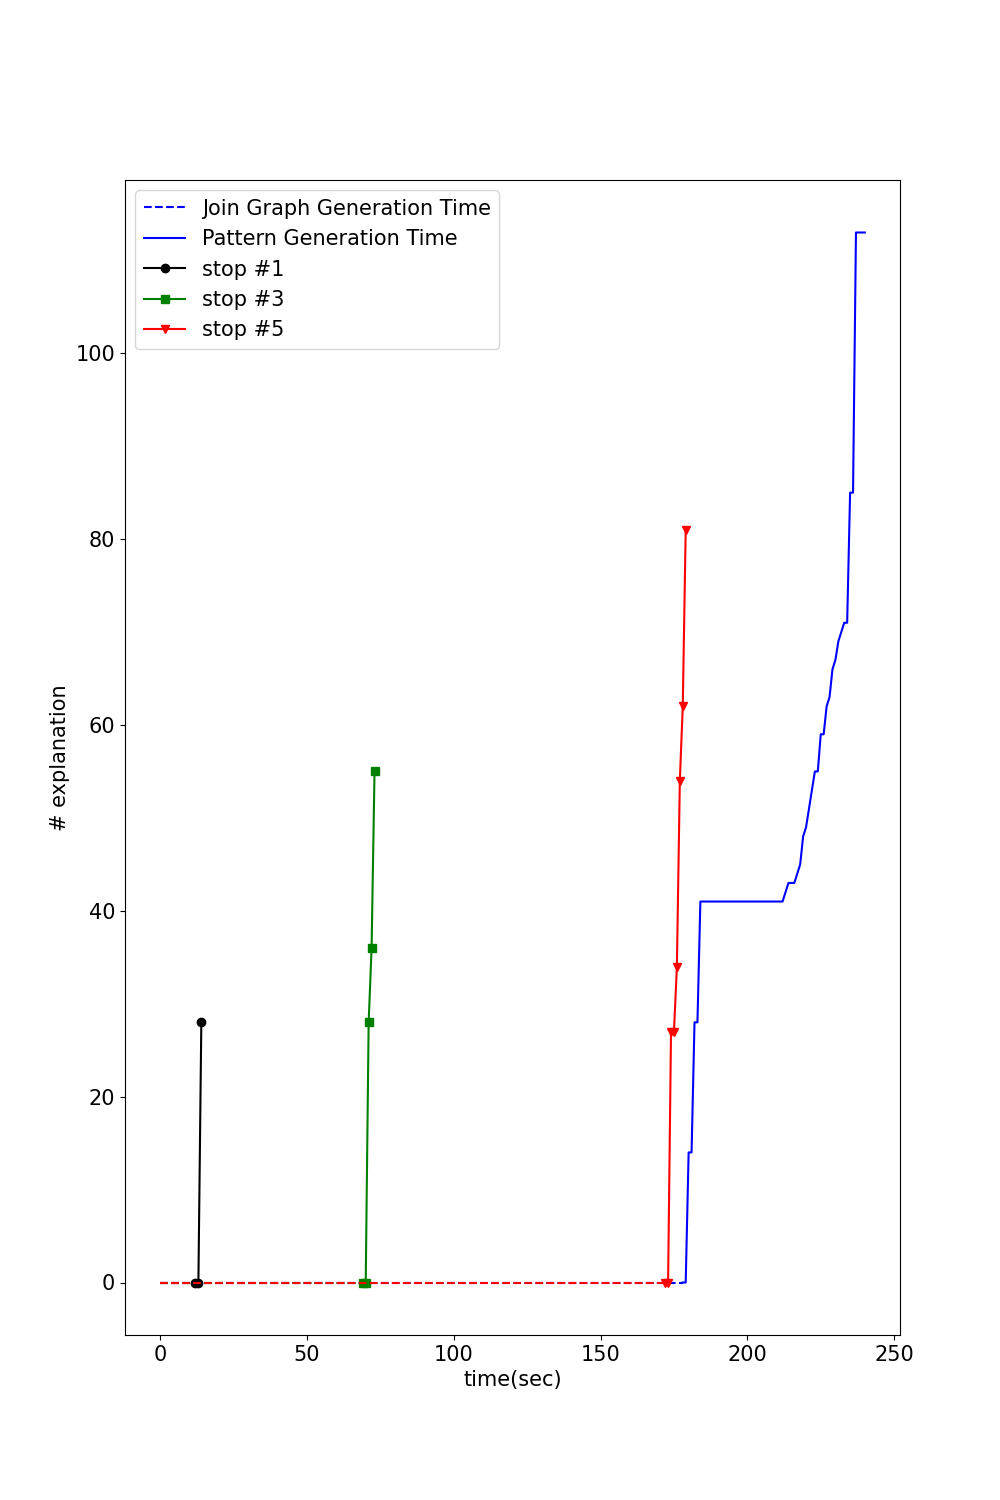 Join Graph Generation Time
Pattern Generation Time
stop #1
stop #3
stop #5
100
80
60
40
20
0
# explanation
0 50 100 150 200 250
time(sec)